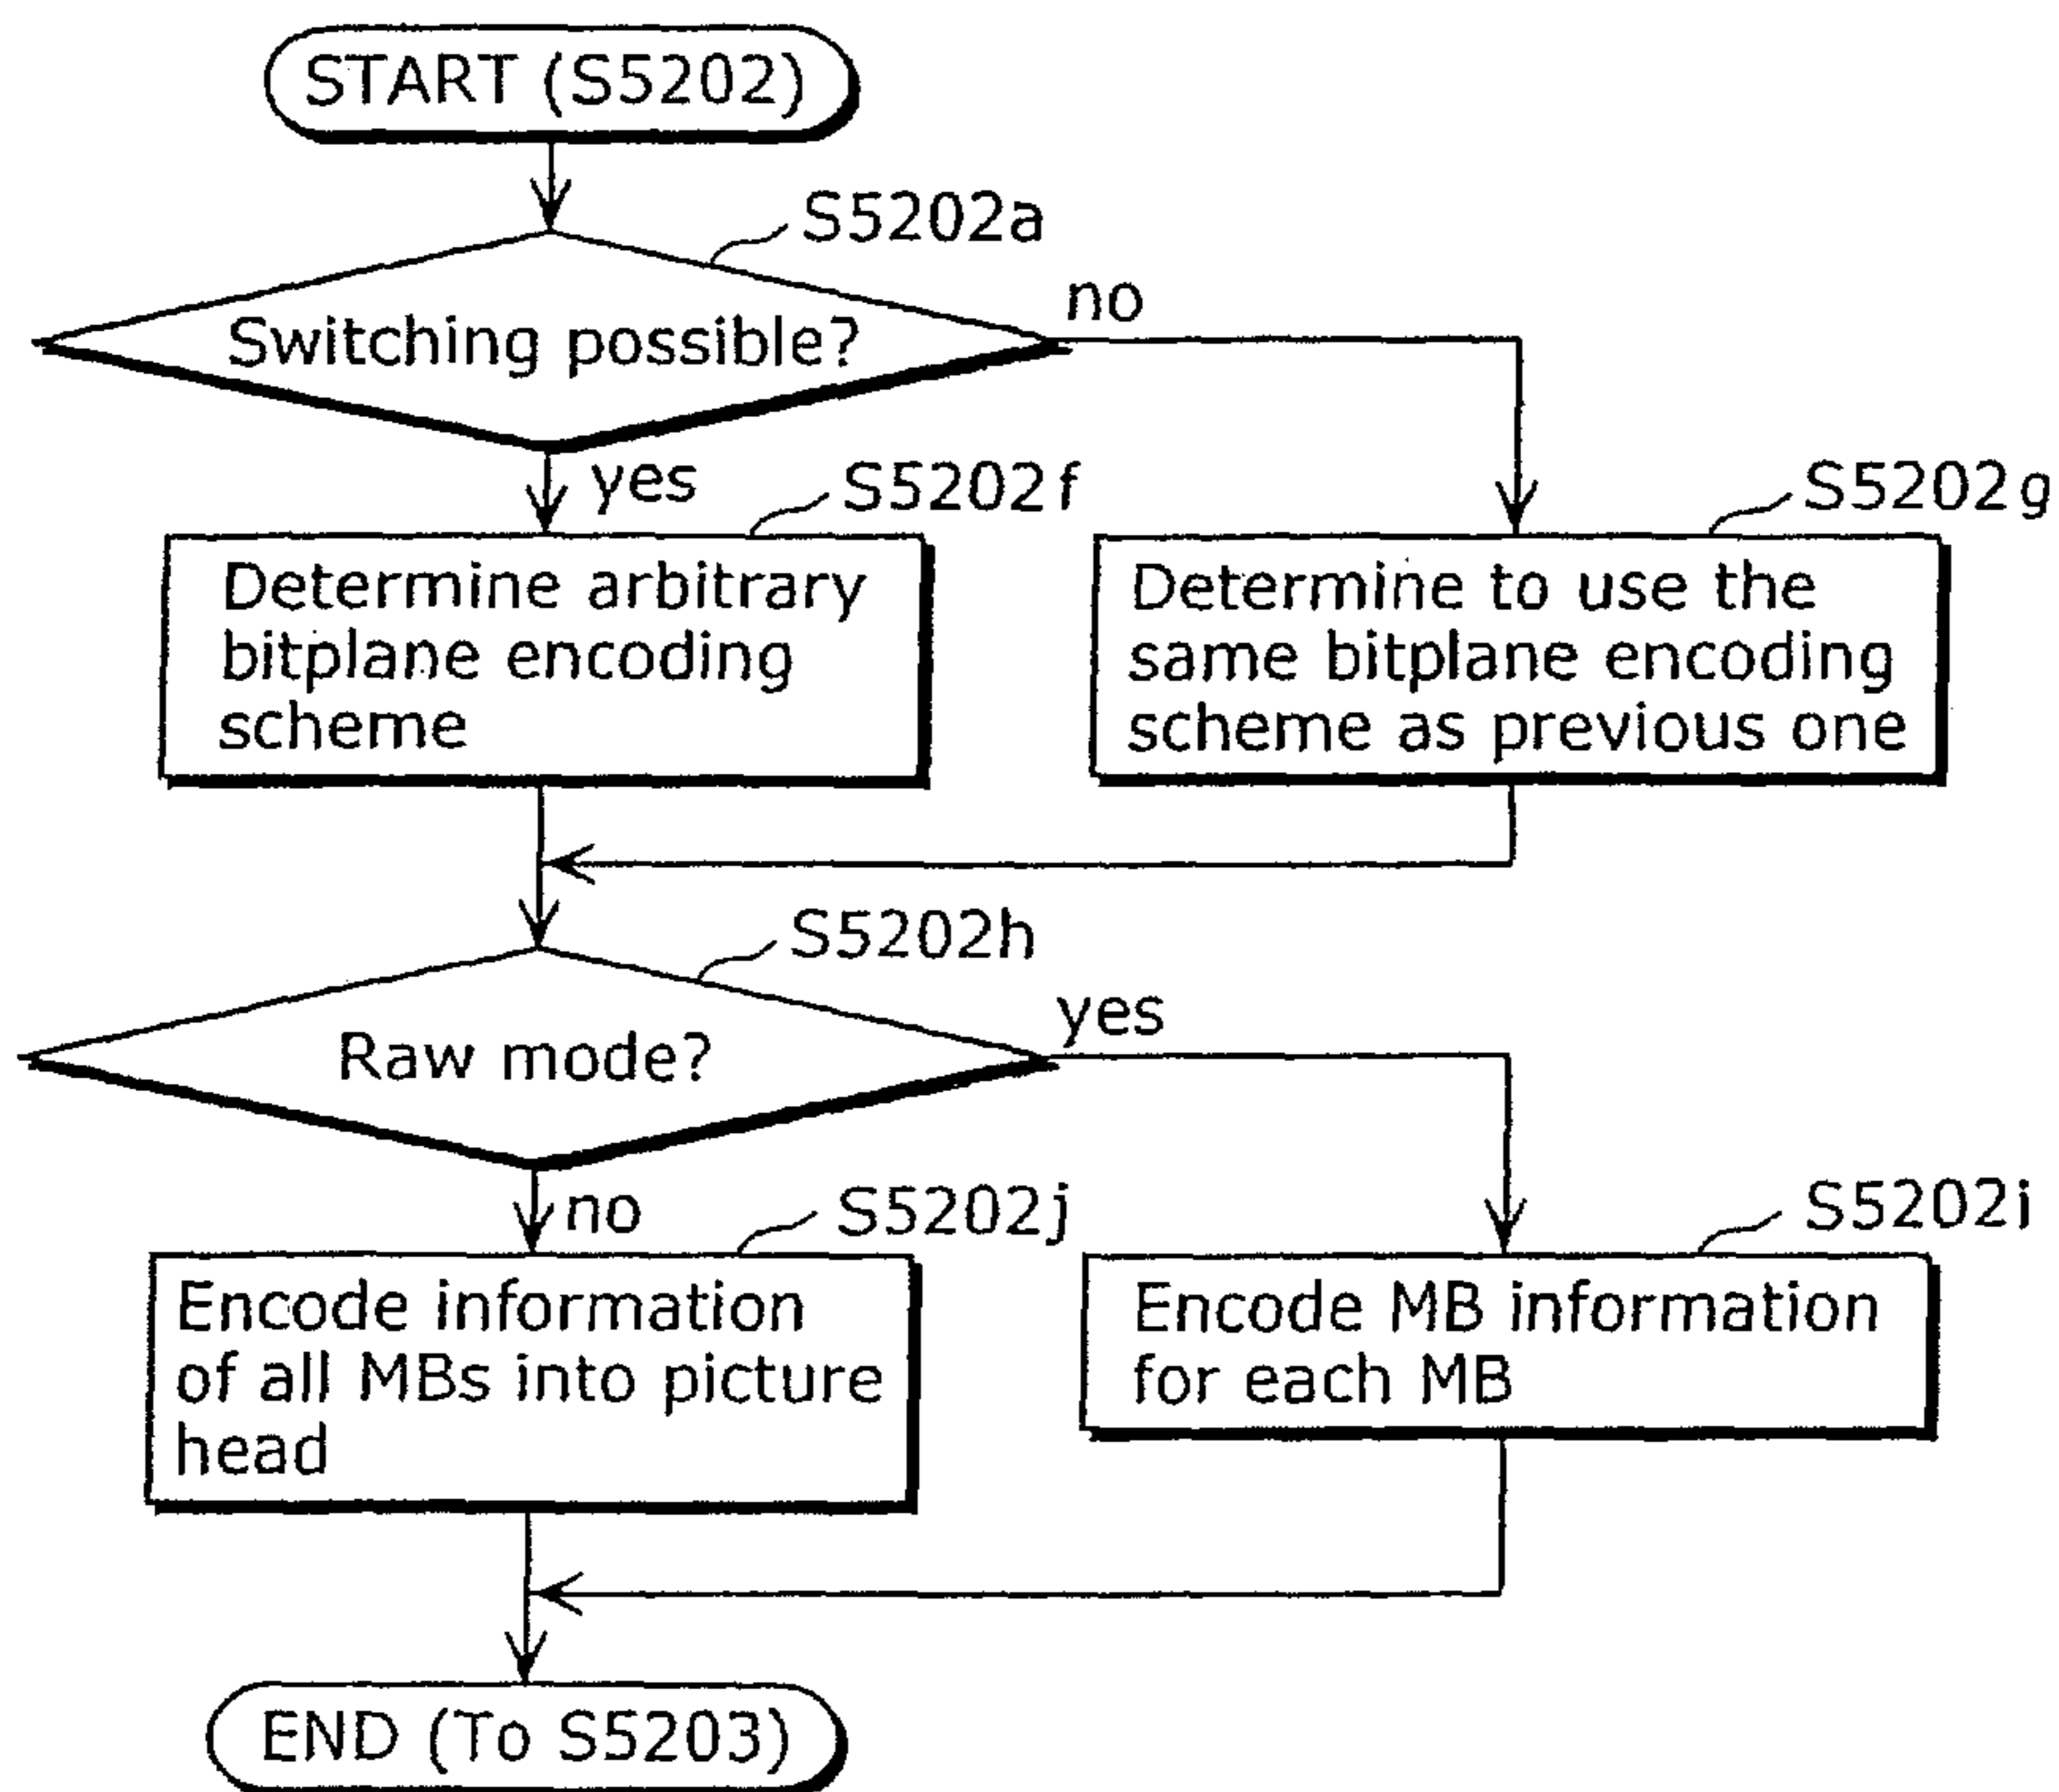 START (S5202)
S5202a
Switching possible?
no
yes
S5202f
S5202g
Determine arbitrary
bitplane encoding
scheme
Determine to use the
same bitplane encoding
scheme as previous one
S5202h
Raw mode?
yes
no
S5202j
S5202i
Encode information
of all MBs into picture
head
Encode MB information
for each MB
END (To S5203)